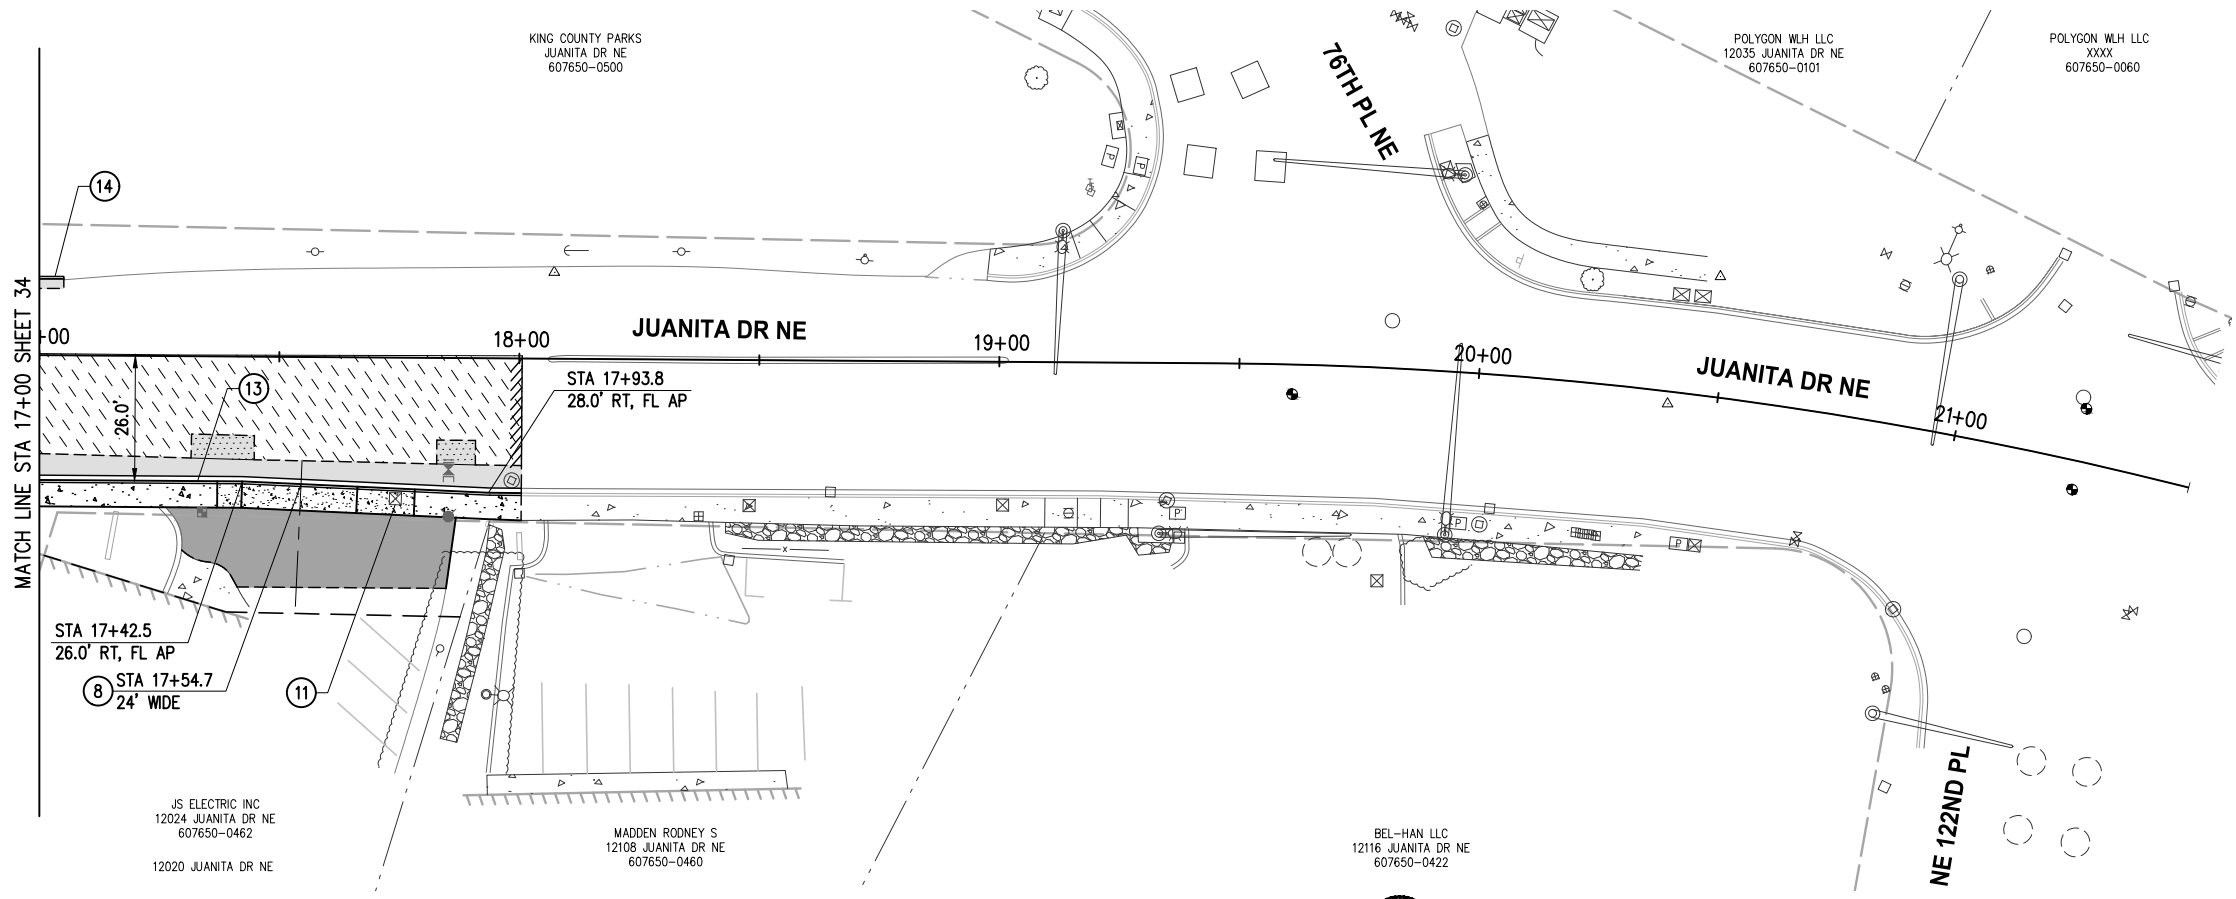 KING COUNTY PARKS
JUANITA DR NE
607650-0500
76TH PL NE
POLYGON WLH LLC
12035 JUANITA DR NE
607650-0101
POLYGON WLH LLC
XXXX
607650-0060
14
MATCH LINE STA 17+00 SHEET 34
+00
18+00
JUANITA DR NE
19+00
20+00
JUANITA DR NE
21+00
26.0'
13
STA 17+93.8
28.0' RT, FL AP
P
P
P
P
P
x
STA 17+42.5
26.0' RT, FL AP
8
STA 17+54.7
24' WIDE
11
JS ELECTRIC INC
12024 JUANITA DR NE
607650-0462
12020 JUANITA DR NE
MADDEN RODNEY S
12108 JUANITA DR NE
607650-0460
BEL-HAN LLC
12116 JUANITA DR NE
607650-0422
NE 122ND PL